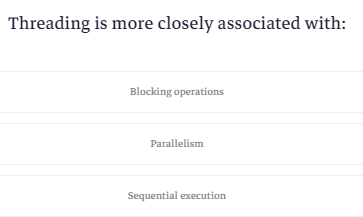 Threading is more closely associated with:
Blocking operations
Parallelism
Sequential execution